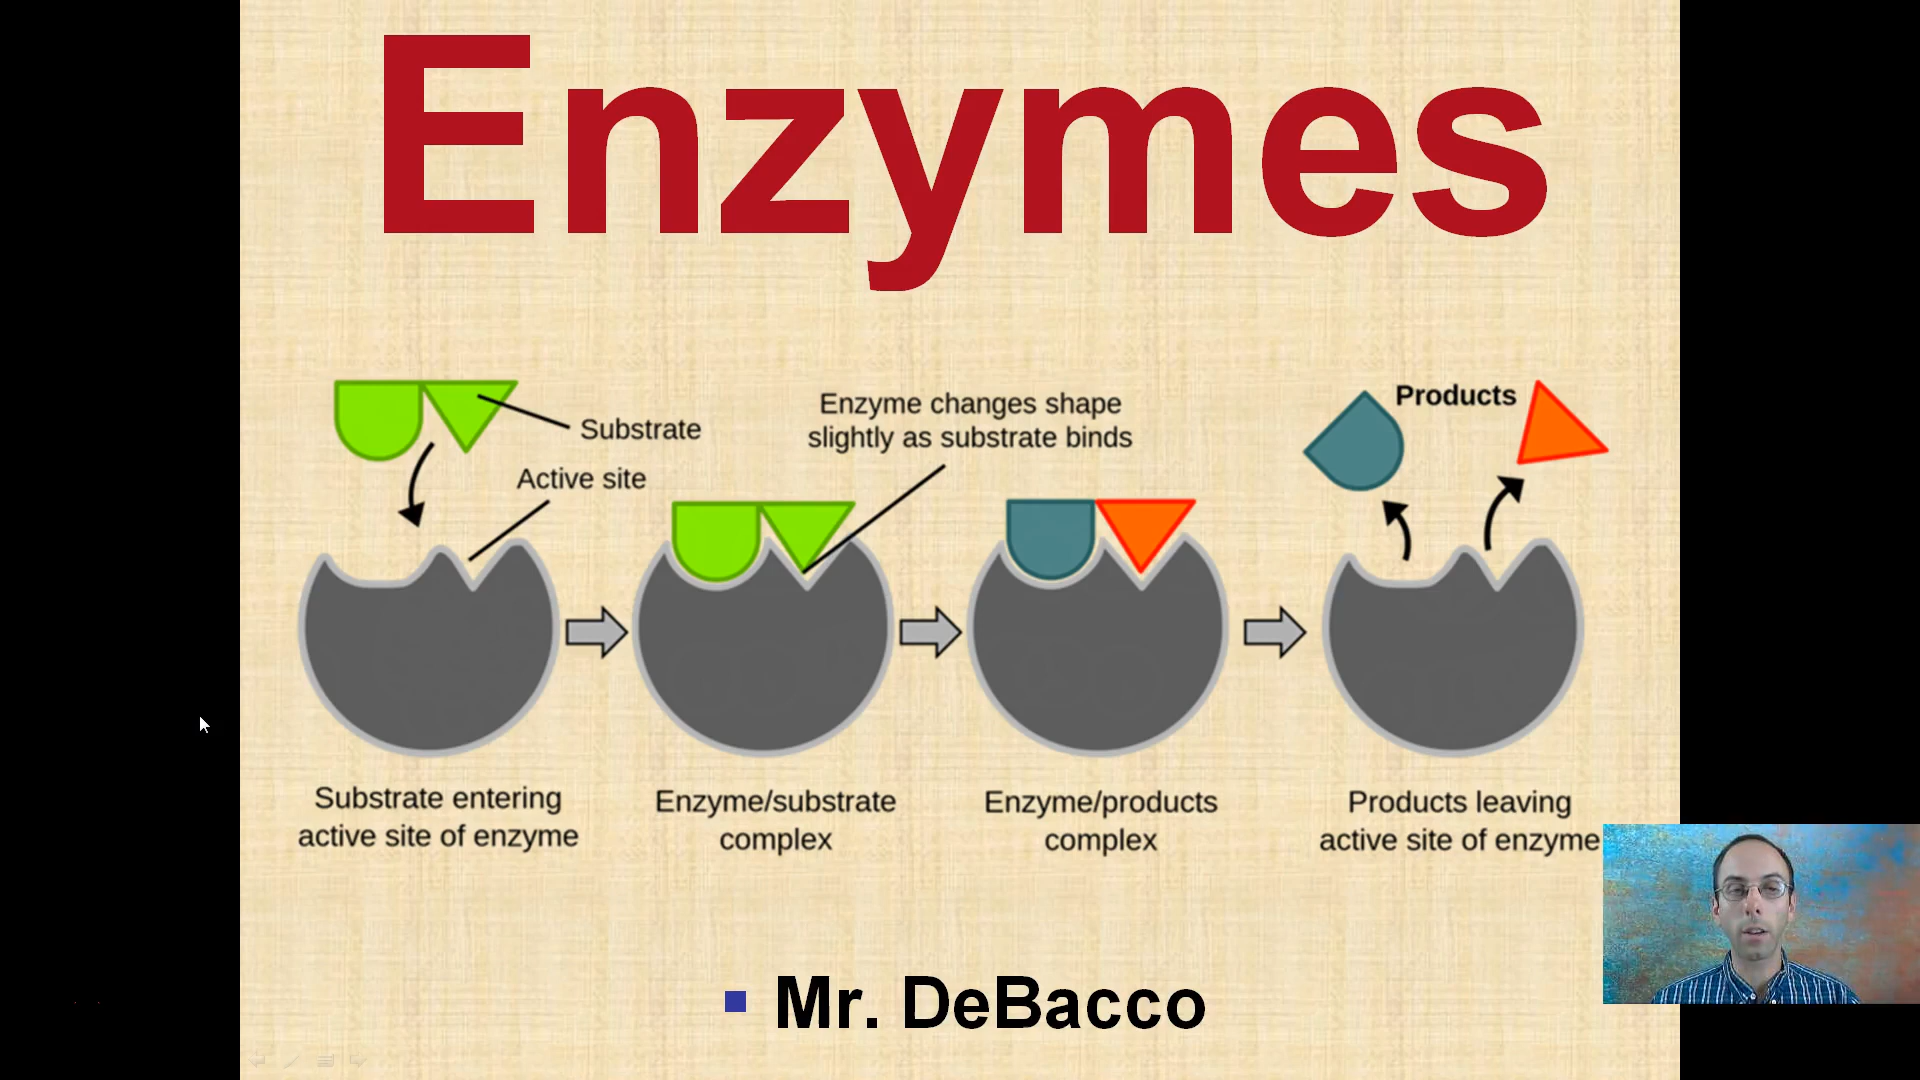 Enzymes
Substrate
Active site
Enzyme changes shape
slightly as substrate binds
Products
Substrate entering
active site of enzyme
Enzyme/substrate
complex
Enzyme/products
complex
Products leaving
active site of enzyme
Mr. DeBacco